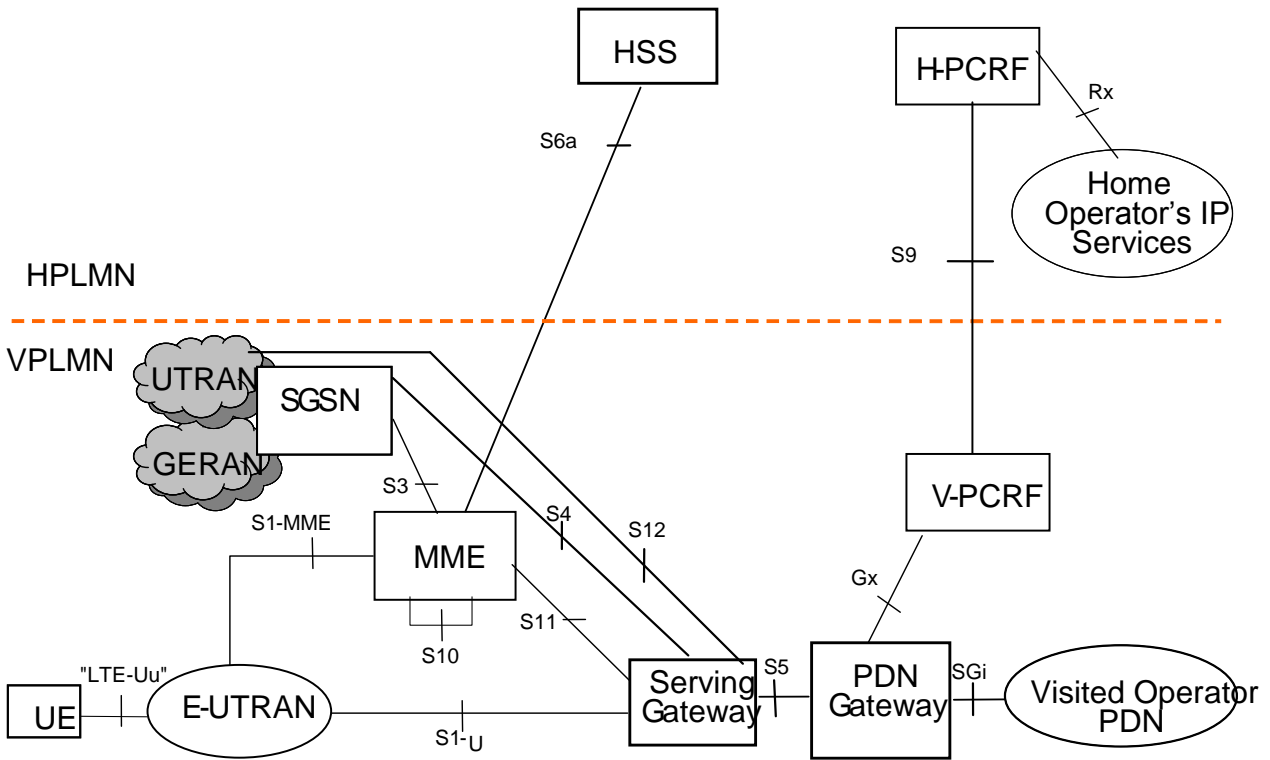 HSS
H-PCRF
Rx
S6a
Home
Operator's IP
Services
S9
HPLMN
VPLMN
UTRAN
SGSN
GERAN
S3
V-PCRF
S1-MME
S4
S12
MME
Gx
S11
S10
"LTE-Uu"
UE
E-UTRAN
S1-U
Serving
Gateway
S5
PDN
Gateway
SGi
Visited Operator
PDN